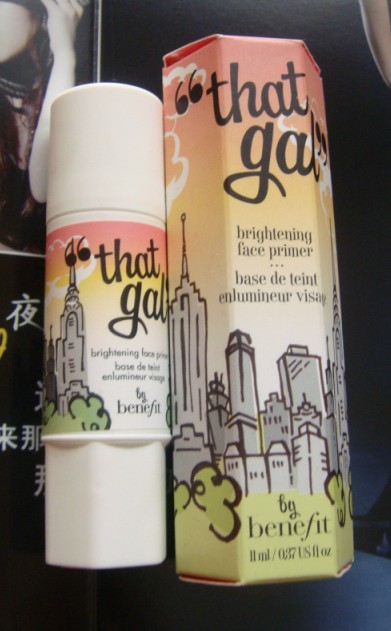 “that
gal
brightening face prime
base de teint
enlumineur visage
by
benefit
“that
gal”
brightening
face primer
...
base de teint
enlumineur visage
by
benefit
11 ml / 0.37 US fl oz
夜
来那